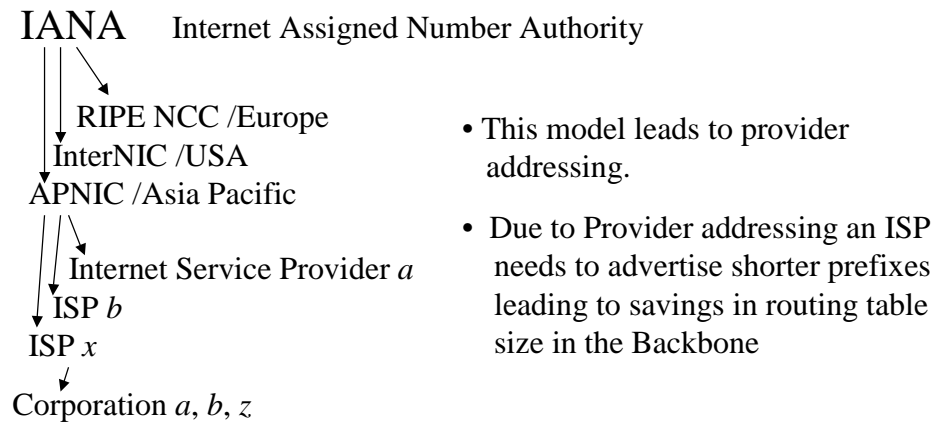 IANA Internet Assigned Number Authority
RIPE NCC /Europe
InterNIC /USA
APNIC /Asia Pacific
Internet Service Provider a
ISP b
ISP x
Corporation a, b, z
• This model leads to provider
addressing.
• Due to Provider addressing an ISP
needs to advertise shorter prefixes
leading to savings in routing table
size in the Backbone